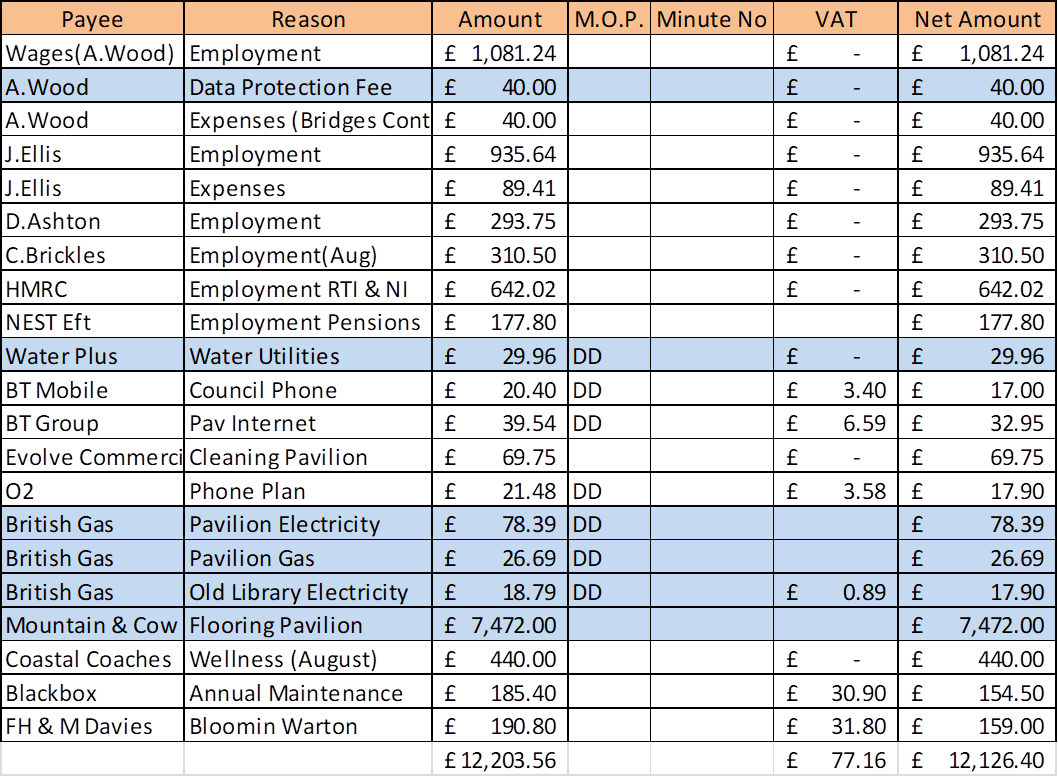 Payee Reason Amount M.O.P. Minute No VAT Net Amount
Wages(A.Wood) Employment £ 1,081.24 £ - £ 1,081.24
A.Wood Data Protection Fee £ 40.00 £ - £ 40.00
A.Wood Expenses (Bridges Cont £ 40.00 £ - £ 40.00
J.Ellis Employment £ 935.64 £ - £ 935.64
J.Ellis Expenses £ 89.41 £ - £ 89.41
D.Ashton Employment £ 293.75 £ - £ 293.75
C.Brickles Employment(Aug) £ 310.50 £ - £ 310.50
HMRC Employment RTI & NI £ 642.02 £ - £ 642.02
NEST Eft Employment Pensions £ 177.80 £ 177.80
Water Plus Water Utilities £ 29.96 DD £ - £ 29.96
BT Mobile Council Phone £ 20.40 DD £ 3.40 £ 17.00
BT Group Pav Internet £ 39.54 DD £ 6.59 £ 32.95
Evolve Commerci Cleaning Pavilion £ 69.75 £ - £ 69.75
O2 Phone Plan £ 21.48 DD £ 3.58 £ 17.90
British Gas Pavilion Electricity £ 78.39 DD £ 78.39
British Gas Pavilion Gas £ 26.69 DD £ 26.69
British Gas Old Library Electricity £ 18.79 DD £ 0.89 £ 17.90
Mountain & Cow Flooring Pavilion £ 7,472.00 £ 7,472.00
Coastal Coaches Wellness (August) £ 440.00 £ - £ 440.00
Blackbox Annual Maintenance £ 185.40 £ 30.90 £ 154.50
FH & M Davies Bloomin Warton £ 190.80 £ 31.80 £ 159.00
£ 12,203.56 £ 77.16 £ 12,126.40